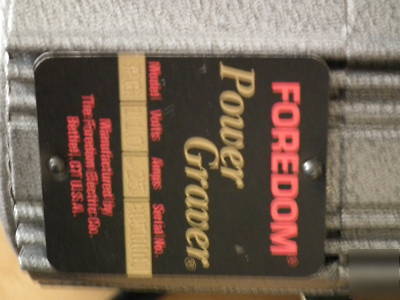 FOREDOM®
Power Graver®
Model Volts Amps Serial No.
Manufactured by
The Foredom Electric Co.
Bethel, CT U.S.A.